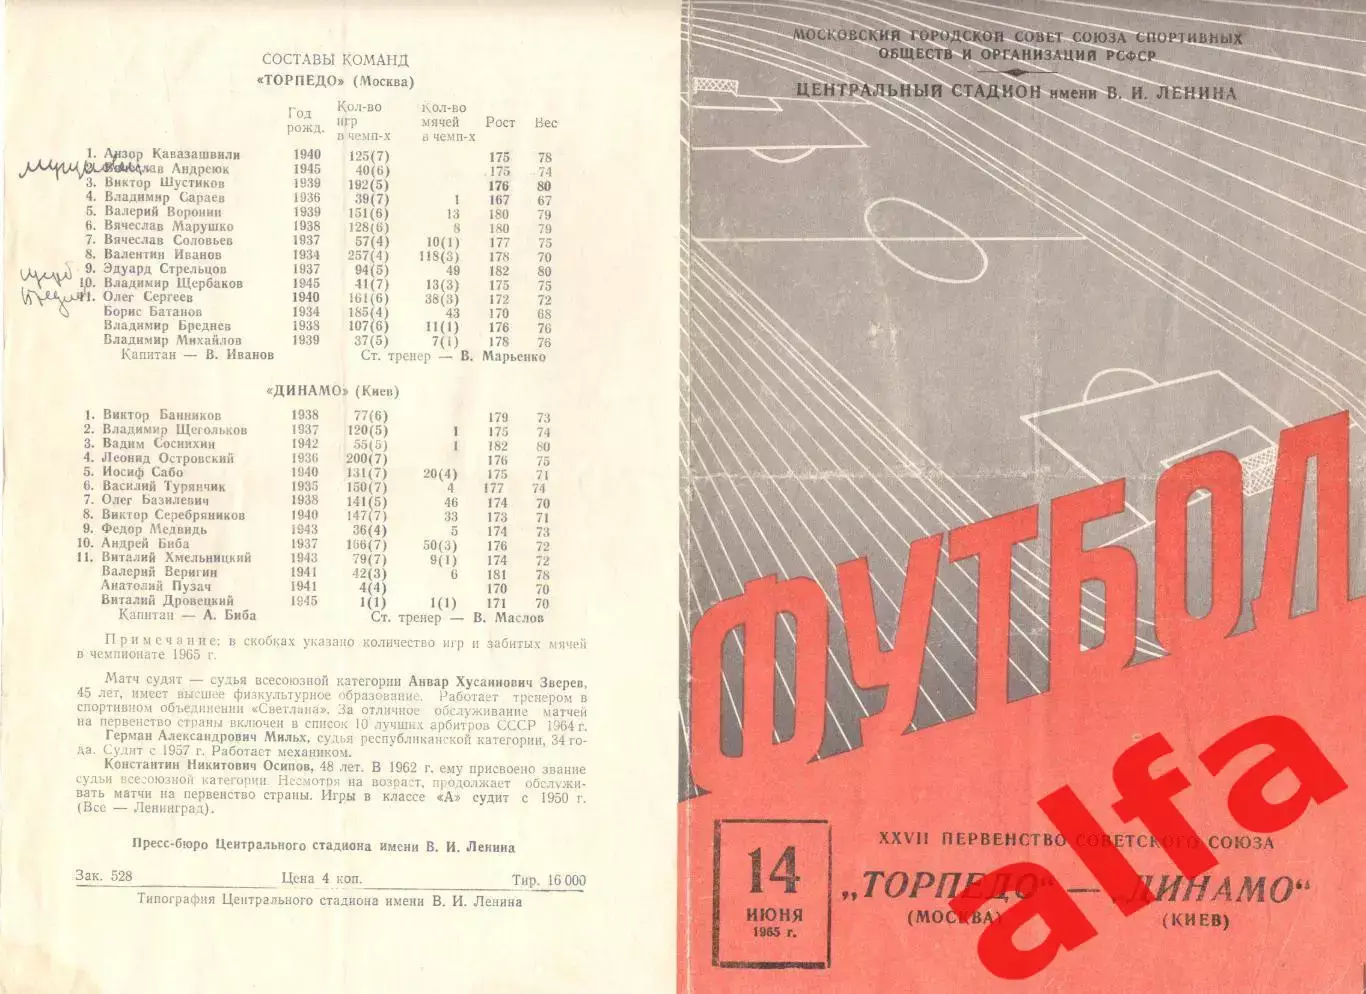 СОСТАВЫ КОМАНД
«ТОРПЕДО» (Москва)
Год рожд. Кол-во игр в чемп-х Кол-во мячей в чемп-х Рост Вес
1. Анзор Кавазашвили 1940 125(7) 175 78
2. Вячеслав Андреюк 1945 40(6) 175 74
3. Виктор Шустиков 1939 192(5) 176 80
4. Владимир Сараев 1936 39(7) 1 167 67
5. Валерий Воронин 1939 151(6) 13 180 79
6. Вячеслав Марушко 1938 128(6) 8 180 79
7. Вячеслав Соловьев 1937 57(4) 10(1) 177 75
8. Валентин Иванов 1934 257(4) 118(3) 178 70
9. Эдуард Стрельцов 1937 94(5) 49 182 80
10. Владимир Щербаков 1945 41(7) 13(3) 175 75
11. Олег Сергеев 1940 161(6) 38(3) 172 72
Борис Батанов 1934 185(4) 43 170 68
Владимир Бреднев 1938 107(6) 11(1) 176 76
Владимир Михайлов 1939 37(5) 7(1) 178 76
Капитан — В. Иванов Ст. тренер — В. Марьенко
«ДИНАМО» (Киев)
1. Виктор Банников 1938 77(6) 179 73
2. Владимир Щегольков 1937 120(5) 1 175 74
3. Вадим Соснихин 1942 55(5) 1 182 80
4. Леонид Островский 1936 200(7) 176 75
5. Иосиф Сабо 1940 131(7) 20(4) 175 71
6. Василий Турянчик 1935 150(7) 4 177 74
7. Олег Базилевич 1938 141(5) 46 174 70
8. Виктор Серебряников 1940 147(7) 33 173 71
9. Федор Медвидь 1943 36(4) 5 174 73
10. Андрей Биба 1937 166(7) 50(3) 176 72
11. Виталий Хмельницкий 1943 79(7) 9(1) 174 72
Валерий Веригин 1941 42(3) 6 181 78
Анатолий Пузач 1941 4(4) 170 70
Виталий Дровецкий 1945 1(1) 1(1) 171 70
Капитан — А. Биба Ст. тренер — В. Маслов
Примечание: в скобках указано количество игр и забитых мячей
в чемпионате 1965 г.
Матч судят — судья всесоюзной категории Анвар Хусаинович Зверев,
45 лет, имеет высшее физкультурное образование. Работает тренером в
спортивном объединении «Светлана». За отличное обслуживание матчей
на первенство страны включен в список 10 лучших арбитров СССР 1964 г.
Герман Александрович Мильх, судья республиканской категории, 34 го-
да. Судит с 1957 г. Работает механиком.
Константин Никитович Осипов, 48 лет. В 1962 г. ему присвоено звание
судьи всесоюзной категории. Несмотря на возраст, продолжает обслужи-
вать матчи на первенство страны. Игры в классе «А» судит с 1950 г.
(Все — Ленинград).
Пресс-бюро Центрального стадиона имени В. И. Ленина
Зак. 528 Цена 4 коп. Тир. 16 000
Типография Центрального стадиона имени В. И. Ленина
МОСКОВСКИЙ ГОРОДСКОЙ СОВЕТ СОЮЗА СПОРТИВНЫХ
ОБЩЕСТВ И ОРГАНИЗАЦИЙ РСФСР
ЦЕНТРАЛЬНЫЙ СТАДИОН имени В. И. ЛЕНИНА
ФУТБОЛ
XXVII ПЕРВЕНСТВО СОВЕТСКОГО СОЮЗА
14
ИЮНЯ
1965 г.
„ТОРПЕДО“ — „ДИНАМО“
(МОСКВА) (КИЕВ)
alfa